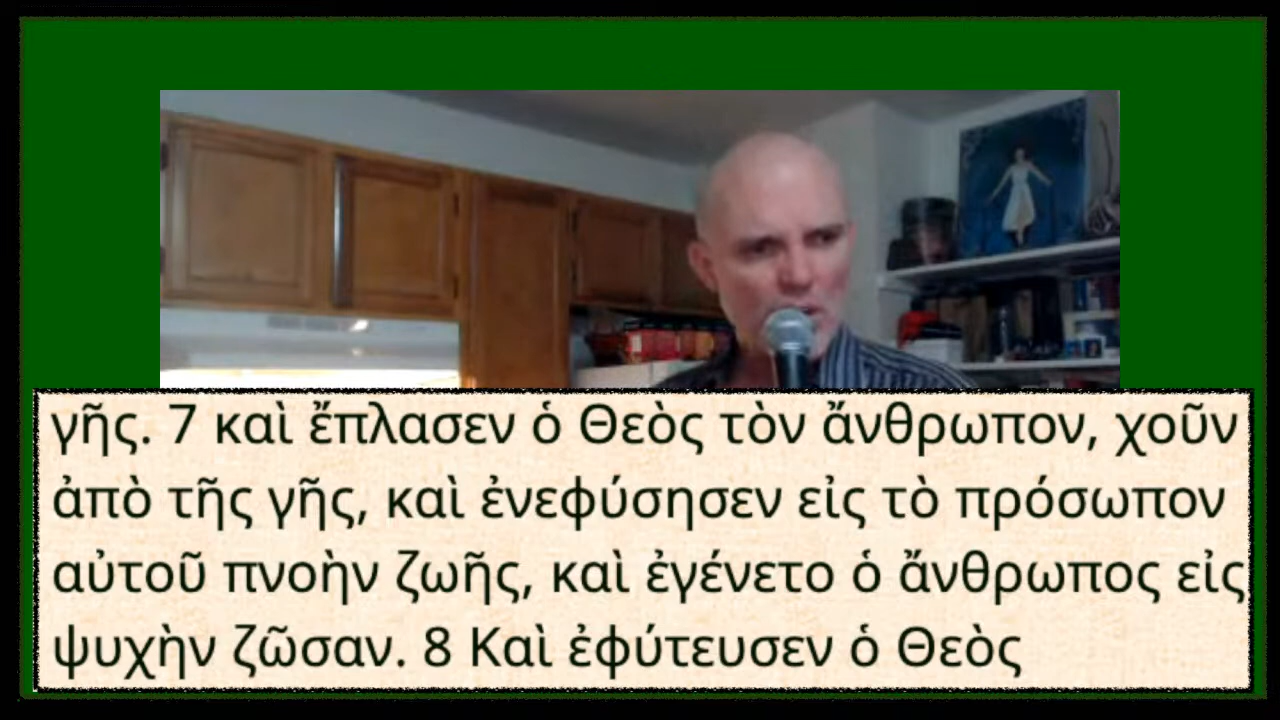 γῆς. 7 καὶ ἔπλασεν ὁ Θεὸς τὸν ἄνθρωπον, χοῦν
ἀπὸ τῆς γῆς, καὶ ἐνεφύσησεν εἰς τὸ πρόσωπον
αὐτοῦ πνοὴν ζωῆς, καὶ ἐγένετο ὁ ἄνθρωπος εἰς
ψυχὴν ζῶσαν. 8 Καὶ ἐφύτευσεν ὁ Θεὸς